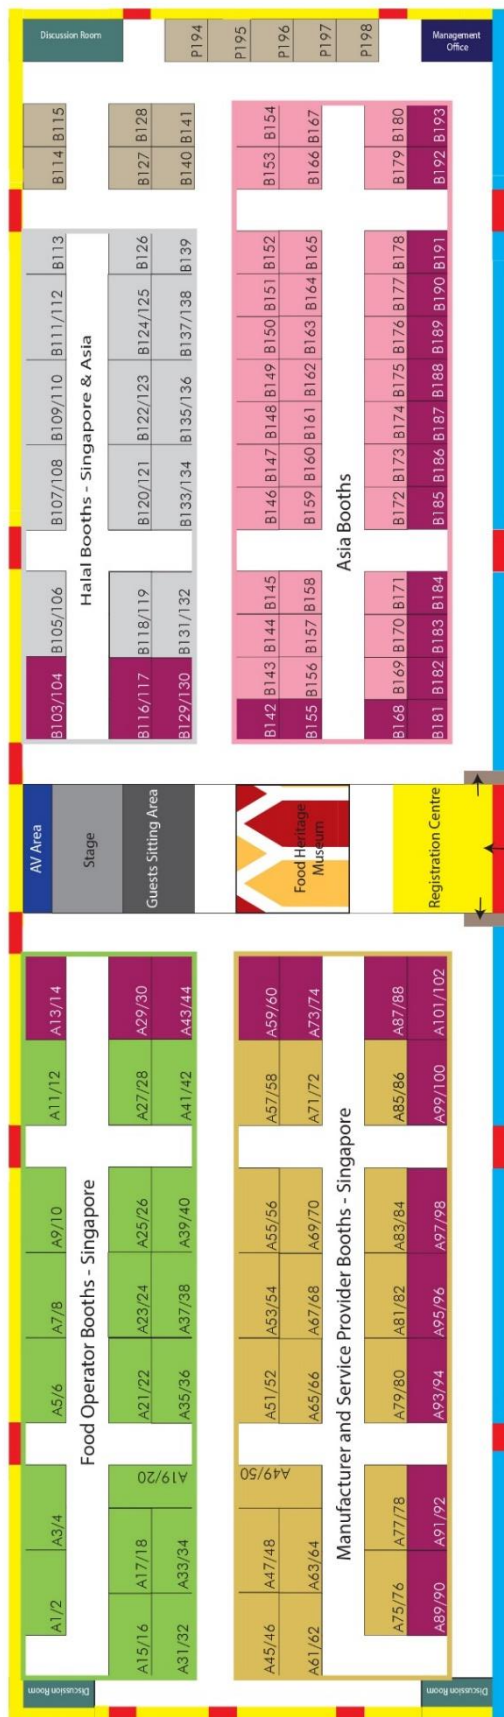 Discussion Room
P194
P195
P196
P197
P198
Management
Office
B115
B128
B141
B154
B167
B180
B193
B114
B127
B140
B153
B166
B179
B192
B113
B126
B139
B152
B165
B178
B191
B111/112
B124/125
B137/138
B151
B164
B177
B190
B150
B163
B176
B189
B109/110
B122/123
B135/136
B149
B162
B175
B188
B148
B161
B174
B187
B107/108
B120/121
B133/134
B147
B160
B173
B186
B146
B159
B172
B185
Halal Booths - Singapore & Asia
Asia Booths
B105/106
B118/119
B131/132
B145
B158
B171
B184
B144
B157
B170
B183
B143
B156
B169
B182
B103/104
B116/117
B129/130
B142
B155
B168
B181
AV Area
Stage
Guests Sitting Area
Food Heritage
Museum
Registration Centre
A13/14
A29/30
A43/44
A59/60
A73/74
A87/88
A101/102
A11/12
A27/28
A41/42
A57/58
A71/72
A85/86
A99/100
Food Operator Booths - Singapore
Manufacturer and Service Provider Booths - Singapore
A9/10
A25/26
A39/40
A55/56
A69/70
A83/84
A97/98
A7/8
A23/24
A37/38
A53/54
A67/68
A81/82
A95/96
A5/6
A21/22
A35/36
A51/52
A65/66
A79/80
A93/94
A19/20
A49/50
A3/4
A17/18
A33/34
A47/48
A63/64
A77/78
A91/92
A1/2
A15/16
A31/32
A45/46
A61/62
A75/76
A89/90
Discussion Room
Discussion Room